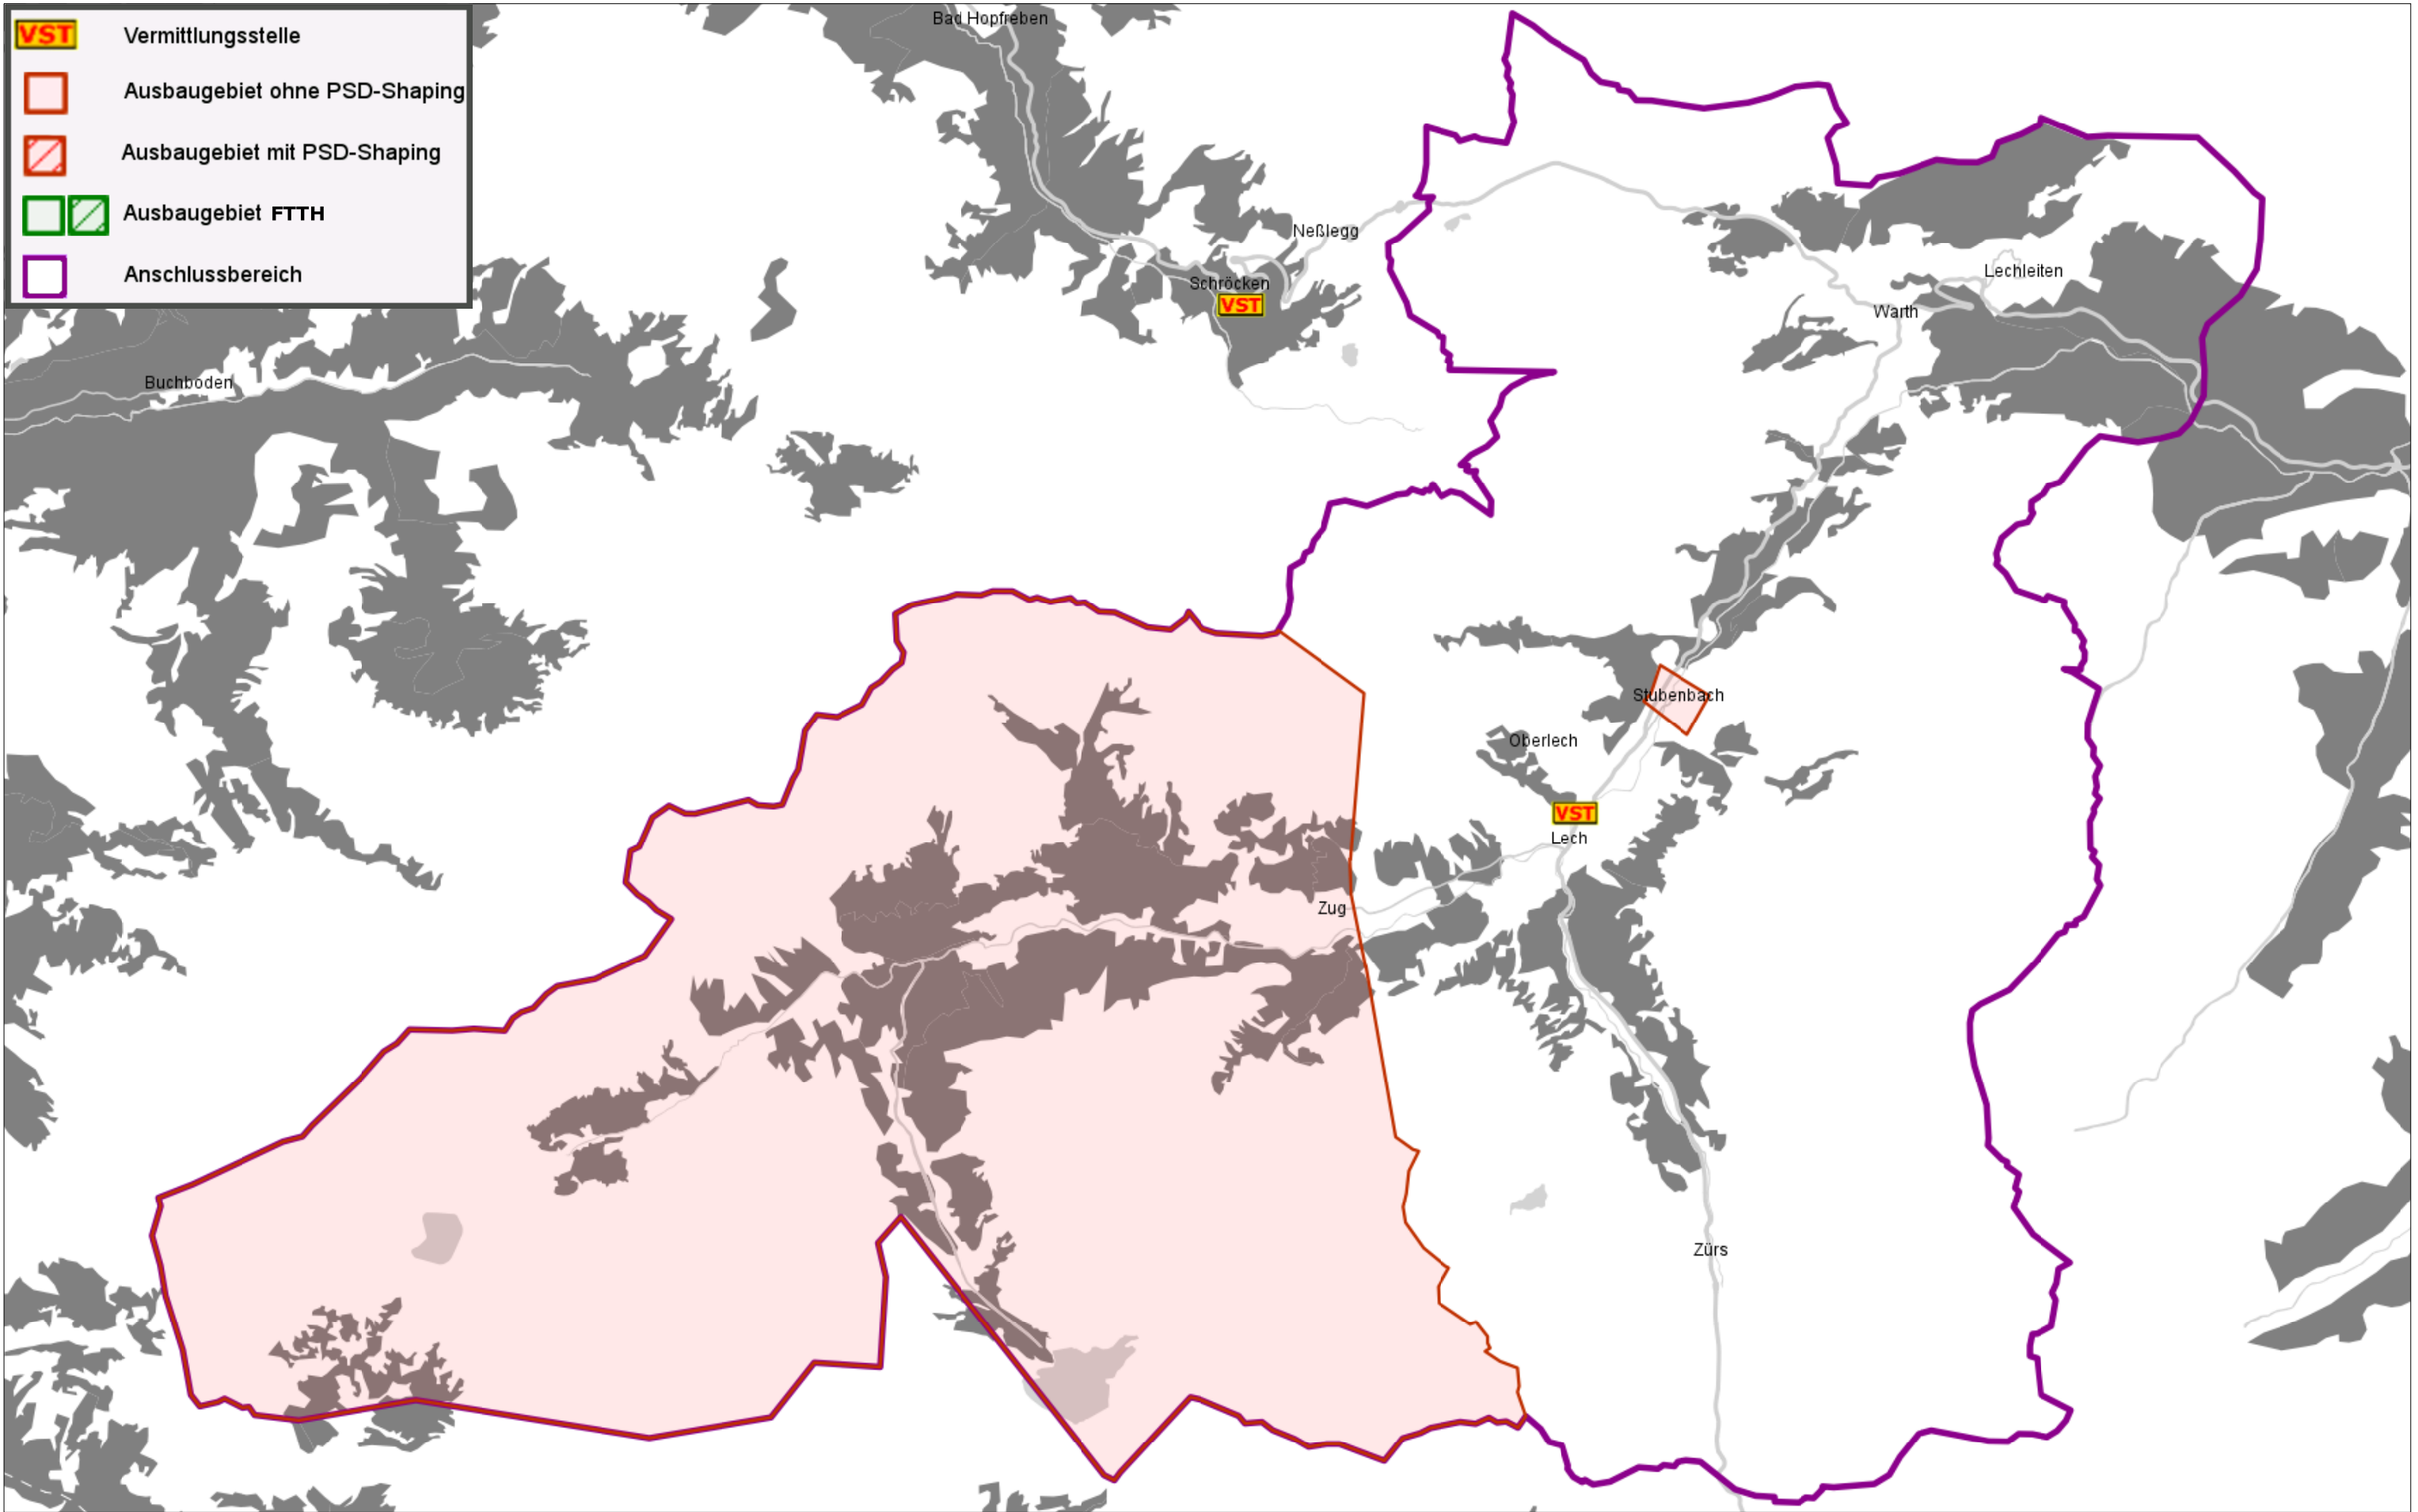 VST Vermittlungsstelle
Ausbaugebiet ohne PSD-Shaping
Ausbaugebiet mit PSD-Shaping
Ausbaugebiet FTTH
Anschlussbereich
Bad Hopfreben
Neßlegg
Schröcken
VST
Lechleiten
Warth
Buchboden
Stubenbach
Oberlech
VST
Lech
Zug
Zürs